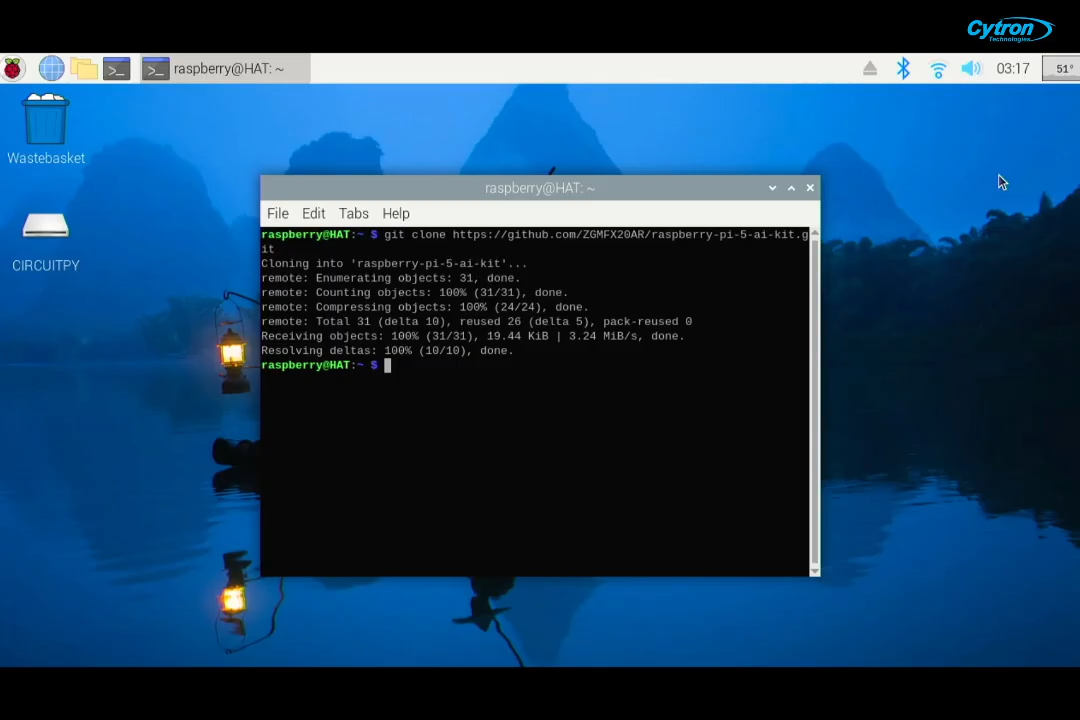 Cytron
Technologies
raspberry@HAT: ~
03:17
51°
Wastebasket
CIRCUITPY
raspberry@HAT: ~
File Edit Tabs Help
raspberry@HAT:~ $ git clone https://github.com/ZGMFX20AR/raspberry-pi-5-ai-kit.g
it
Cloning into 'raspberry-pi-5-ai-kit'...
remote: Enumerating objects: 31, done.
remote: Counting objects: 100% (31/31), done.
remote: Compressing objects: 100% (24/24), done.
remote: Total 31 (delta 10), reused 26 (delta 5), pack-reused 0
Receiving objects: 100% (31/31), 19.44 KiB | 3.24 MiB/s, done.
Resolving deltas: 100% (10/10), done.
raspberry@HAT:~ $